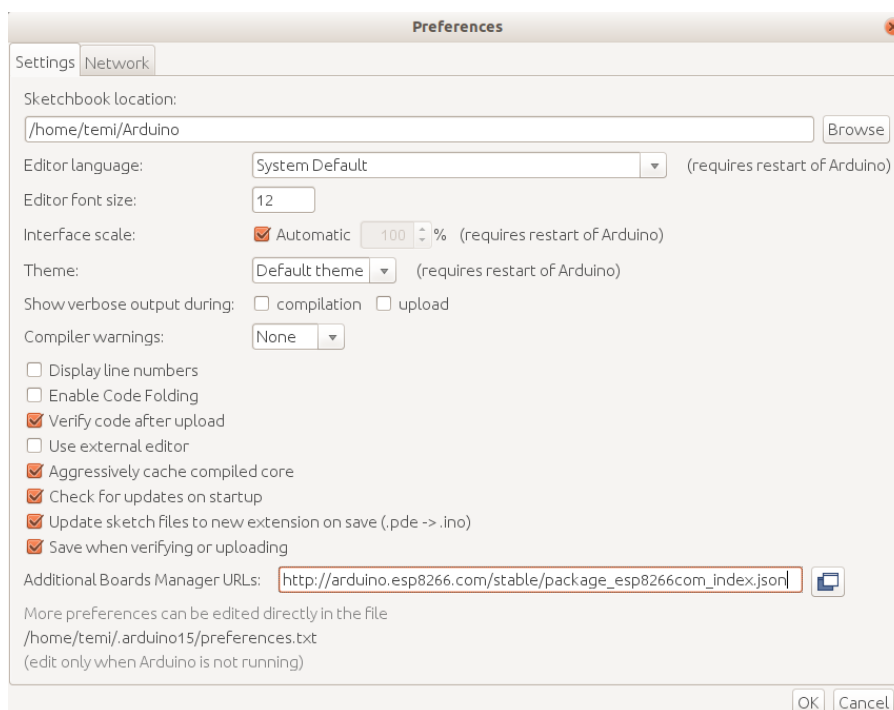 Preferences
Settings Network
Sketchbook location:
/home/temi/Arduino Browse
Editor language: System Default (requires restart of Arduino)
Editor font size: 12
Interface scale: Automatic 100 % (requires restart of Arduino)
Theme: Default theme (requires restart of Arduino)
Show verbose output during: compilation upload
Compiler warnings: None
Display line numbers
Enable Code Folding
Verify code after upload
Use external editor
Aggressively cache compiled core
Check for updates on startup
Update sketch files to new extension on save (.pde -> .ino)
Save when verifying or uploading
Additional Boards Manager URLs: http://arduino.esp8266.com/stable/package_esp8266com_index.json
More preferences can be edited directly in the file
/home/temi/.arduino15/preferences.txt
(edit only when Arduino is not running)
OK Cancel